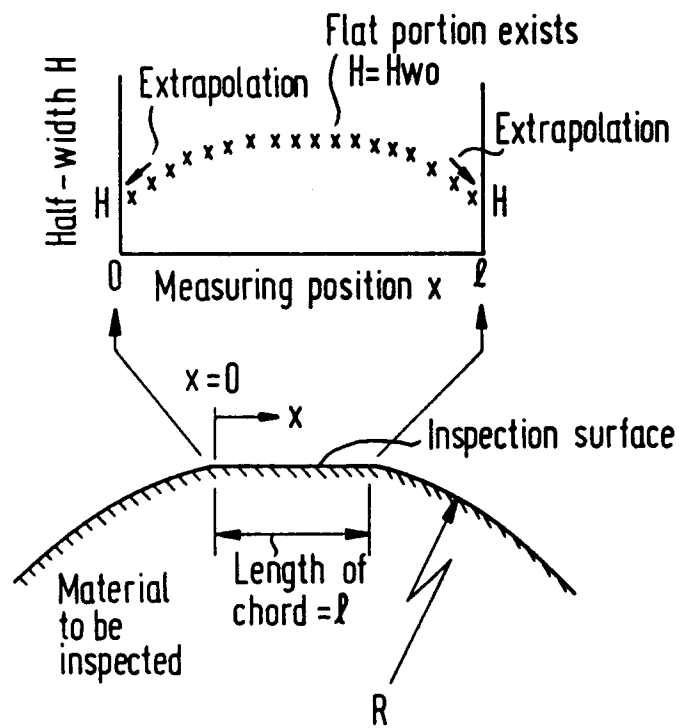 Flat portion exists
H=Hwo
Extrapolation
Extrapolation
Half-width H
H
H
0
Measuring position x
ℓ
x=0
x
Inspection surface
Length of
chord=ℓ
Material
to be
inspected
R